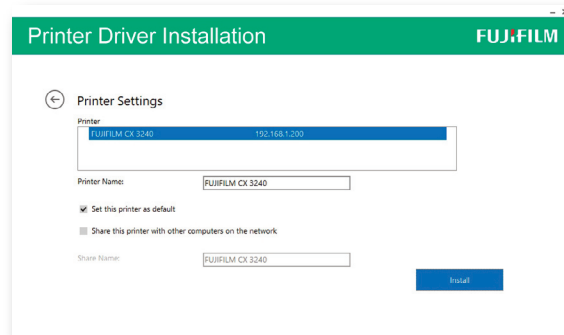 Printer Driver Installation
FUJIFILM
Printer Settings
Printer
FUJIFILM CX 3240 192.168.1.200
Printer Name: FUJIFILM CX 3240
Set this printer as default
Share this printer with other computers on the network
Share Name: FUJIFILM CX 3240
Install